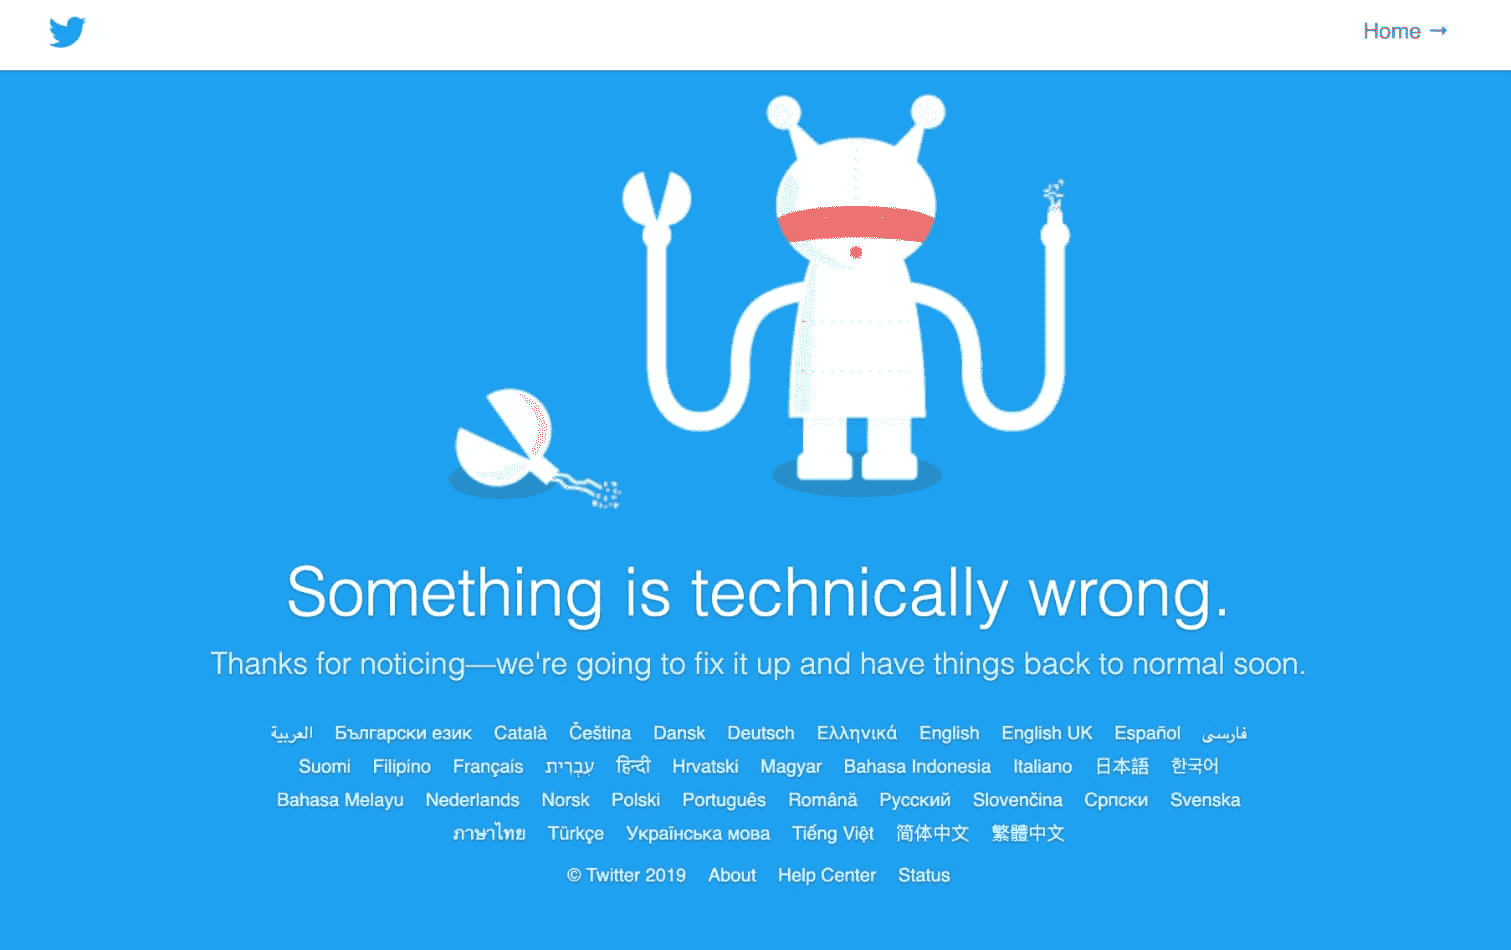 Home →
Something is technically wrong.
Thanks for noticing—we're going to fix it up and have things back to normal soon.
العربية Български език Català Čeština Dansk Deutsch Ελληνικά English English UK Español فارسی
Suomi Filipino Français עִבְרִית हिन्दी Hrvatski Magyar Bahasa Indonesia Italiano 日本語 한국어
Bahasa Melayu Nederlands Norsk Polski Português Română Русский Slovenčina Српски Svenska
ภาษาไทย Türkçe Українська мова Tiếng Việt 简体中文 繁體中文
© Twitter 2019 About Help Center Status